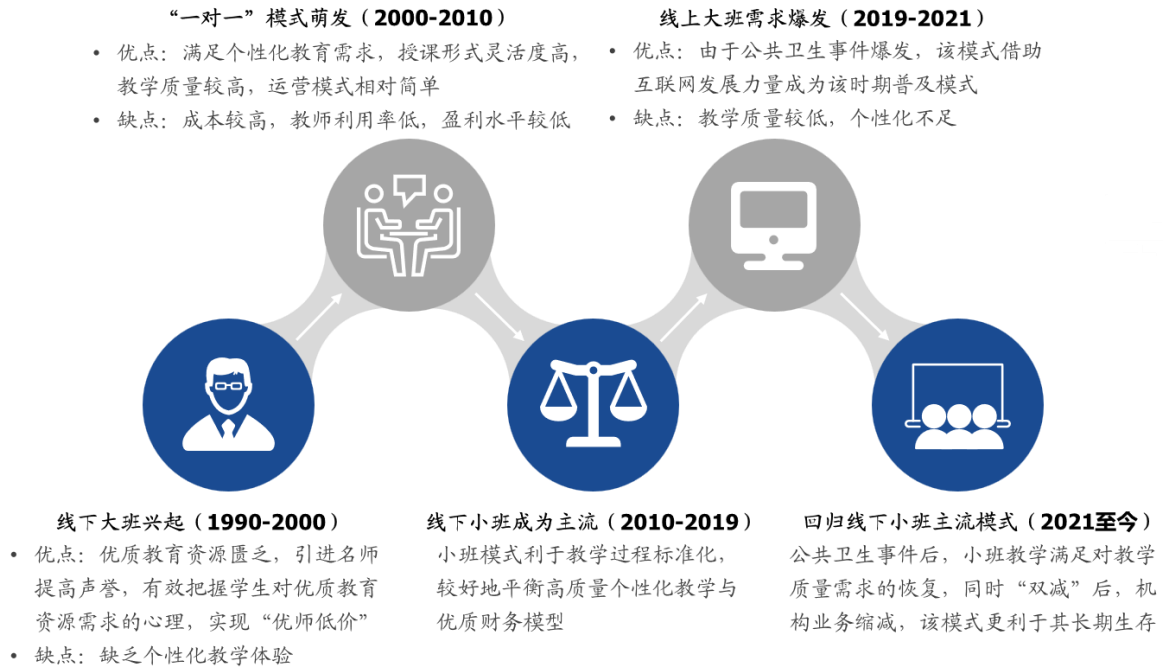 “一对一”模式萌发（2000-2010）
• 优点：满足个性化教育需求，授课形式灵活度高，
教学质量较高，运营模式相对简单
• 缺点：成本较高，教师利用率低，盈利水平较低
线上大班需求爆发（2019-2021）
• 优点：由于公共卫生事件爆发，该模式借助
互联网发展力量成为该时期普及模式
• 缺点：教学质量较低，个性化不足
线下大班兴起（1990-2000）
• 优点：优质教育资源匮乏，引进名师
提高声誉，有效把握学生对优质教育
资源需求的心理，实现“优师低价”
• 缺点：缺乏个性化教学体验
线下小班成为主流（2010-2019）
小班模式利于教学过程标准化，
较好地平衡高质量个性化教学与
优质财务模型
回归线下小班主流模式（2021至今）
公共卫生事件后，小班教学满足对教学
质量需求的恢复，同时“双减”后，机
构业务缩减，该模式更利于其长期生存